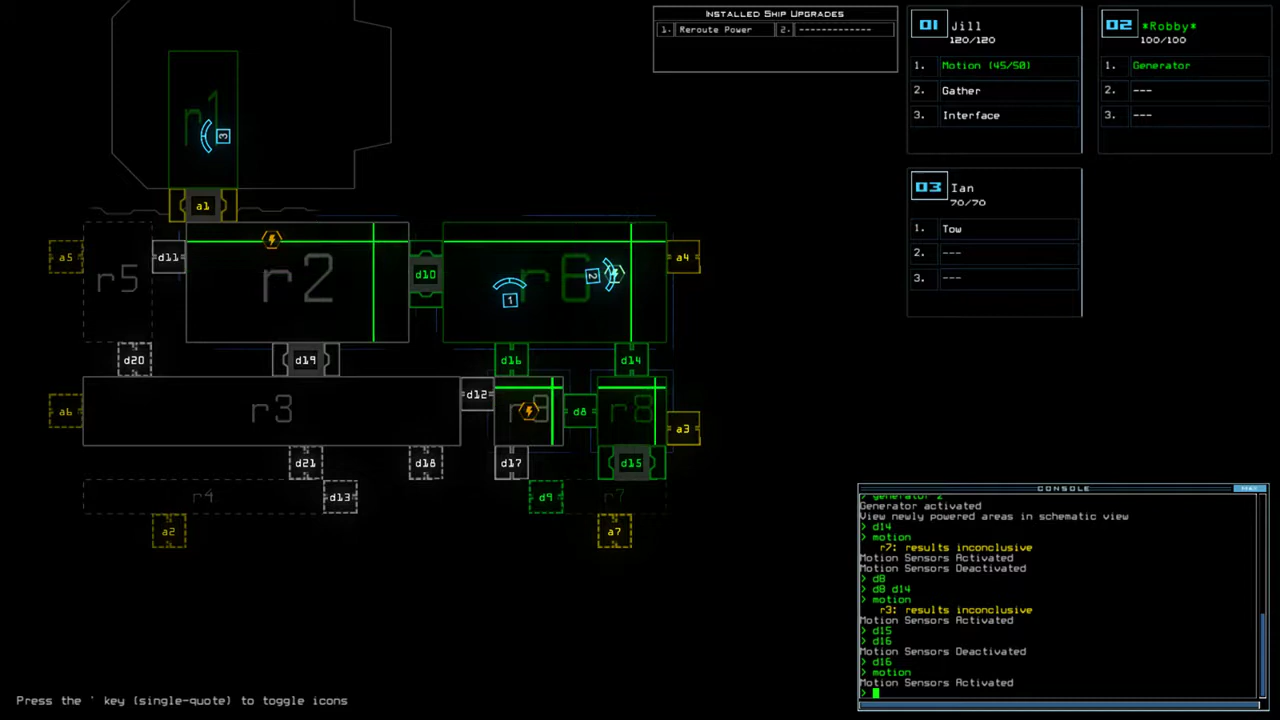 INSTALLED SHIP UPGRADES
1. Reroute Power 2. -------------
01 Jill
120/120
1. Motion (45/50)
2. Gather
3. Interface
02 *Robby*
100/100
1. Generator
2. ---
3. ---
03 Ian
70/70
1. Tow
2. ---
3. ---
r1
3
a1
a5
d11
r2
d10
r6
2
1
a4
r5
d20
d19
d16
d14
a6
r3
d12
d8
r8
a3
d21
d18
d17
d15
r4
d13
d9
r7
a2
a7
CONSOLE
> generator 2
Generator activated
View newly powered areas in schematic view
> d14
> motion
r7: results inconclusive
Motion Sensors Activated
Motion Sensors Deactivated
> d8
> d8 d14
> motion
r3: results inconclusive
Motion Sensors Activated
> d15
> d16
Motion Sensors Deactivated
> d16
> motion
Motion Sensors Activated
>
Press the ' key (single-quote) to toggle icons